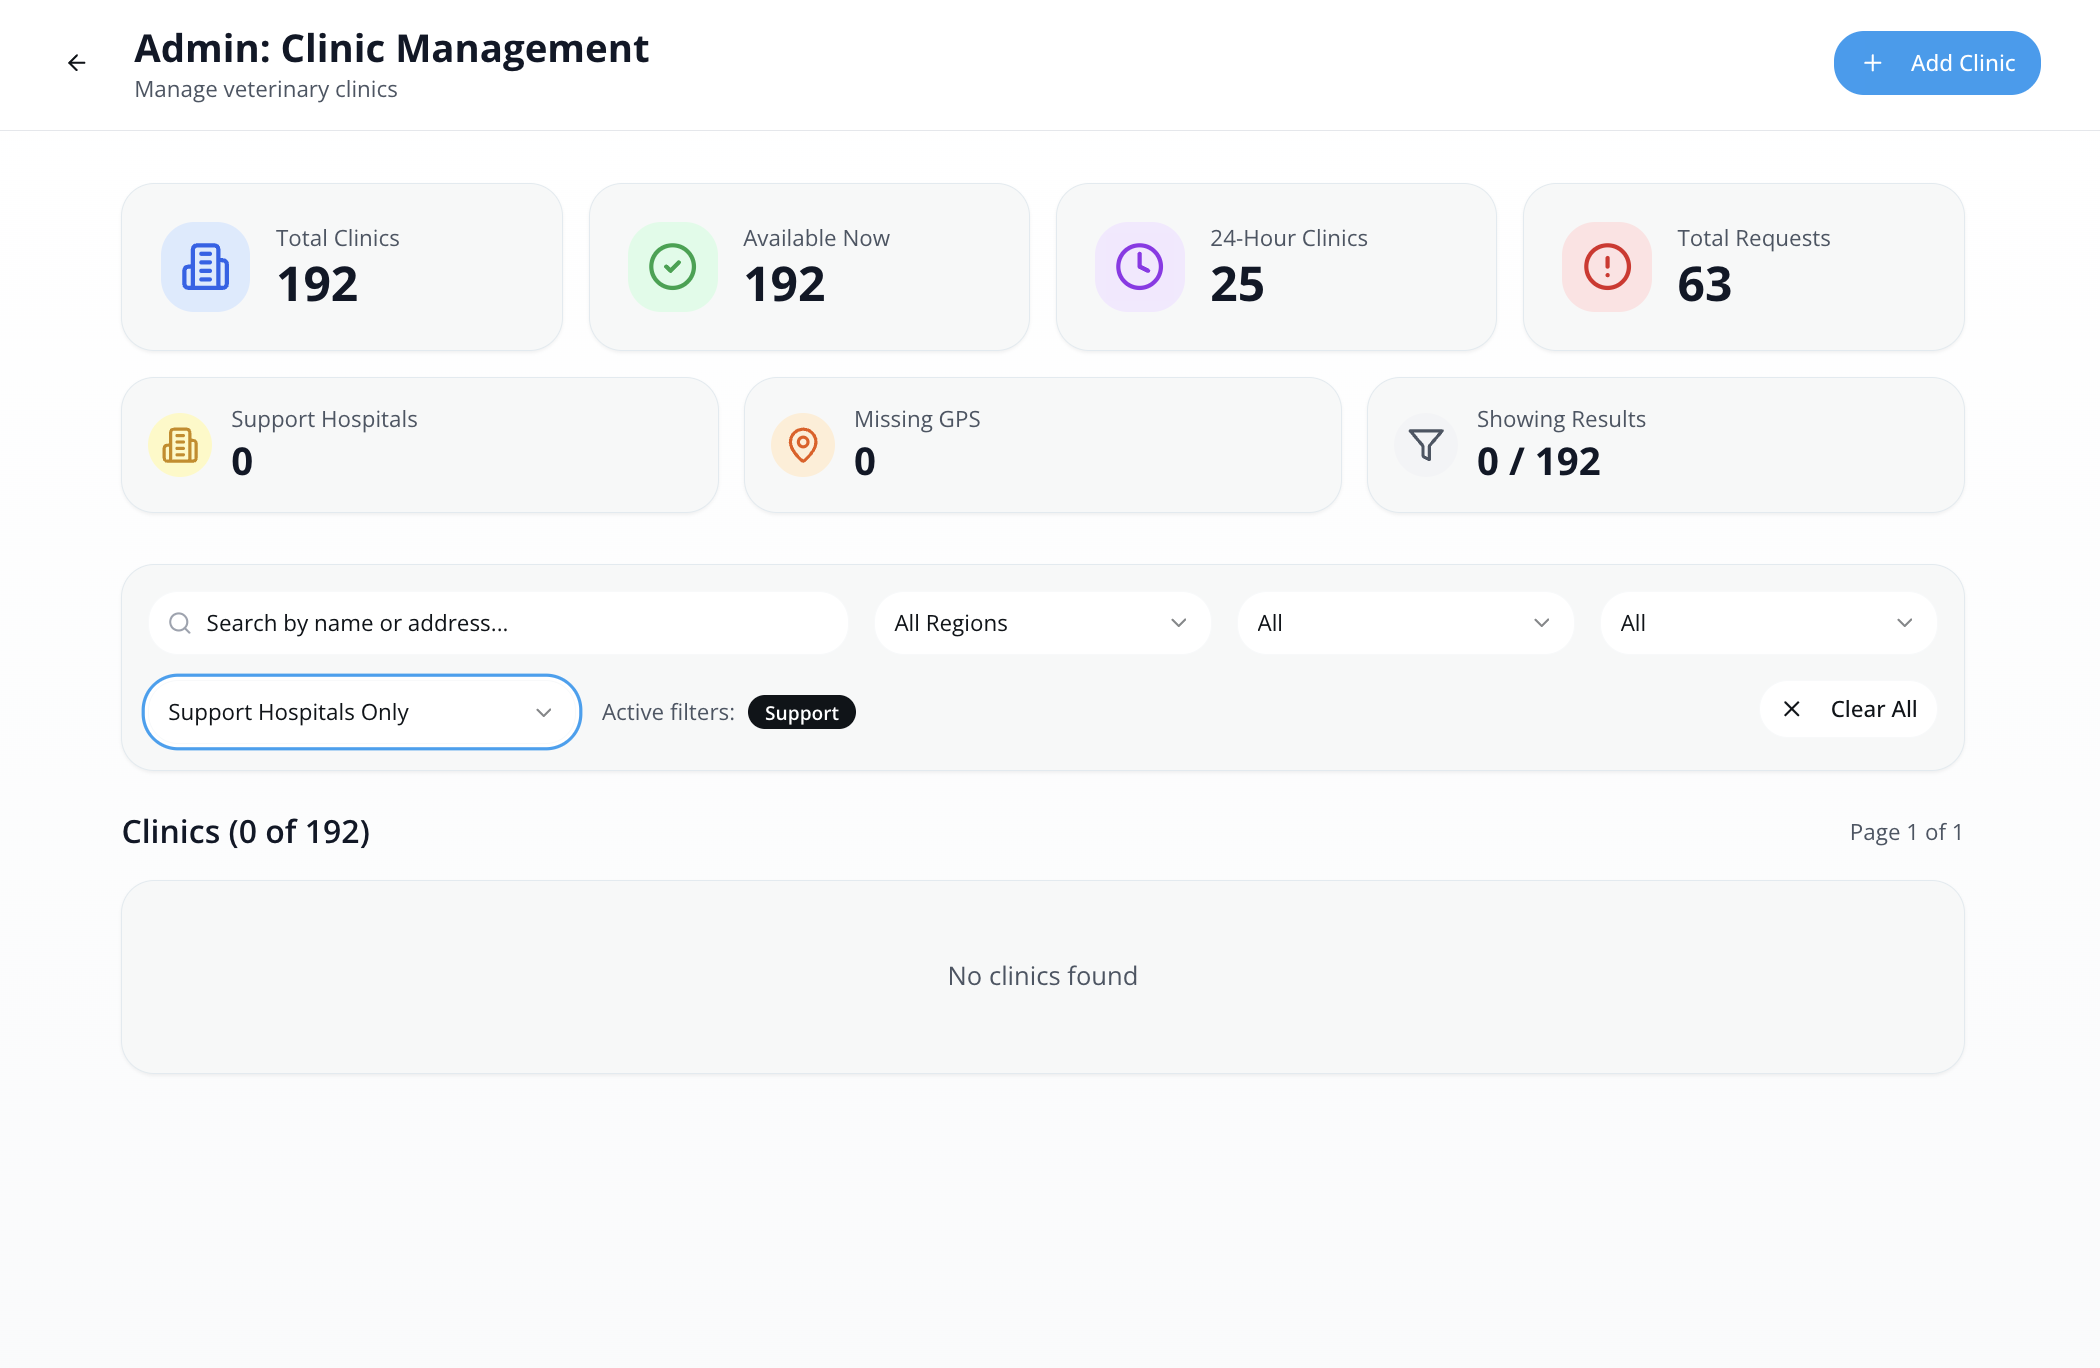 Admin: Clinic Management
Manage veterinary clinics
Add Clinic
Total Clinics
192
Available Now
192
24-Hour Clinics
25
Total Requests
63
Support Hospitals
0
Missing GPS
0
Showing Results
0 / 192
Search by name or address...
All Regions
All
All
Support Hospitals Only
Active filters:
Support
Clear All
Clinics (0 of 192)
Page 1 of 1
No clinics found